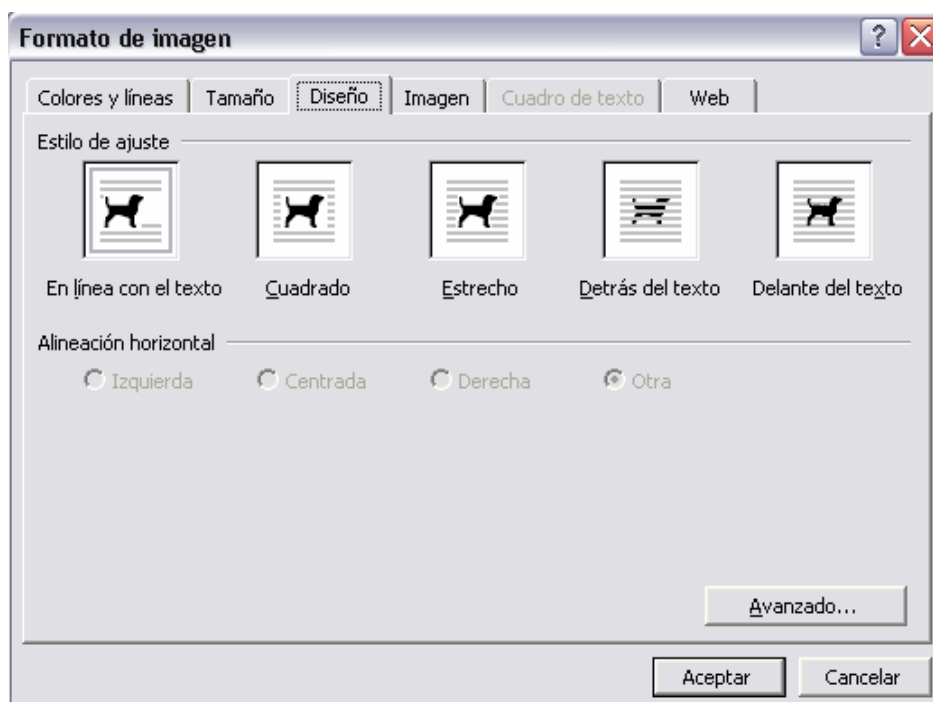 Formato de imagen ?
Colores y líneas Tamaño Diseño Imagen Cuadro de texto Web
Estilo de ajuste
En línea con el texto Cuadrado Estrecho Detrás del texto Delante del texto
Alineación horizontal
Izquierda Centrada Derecha Otra
Avanzado...
Aceptar Cancelar